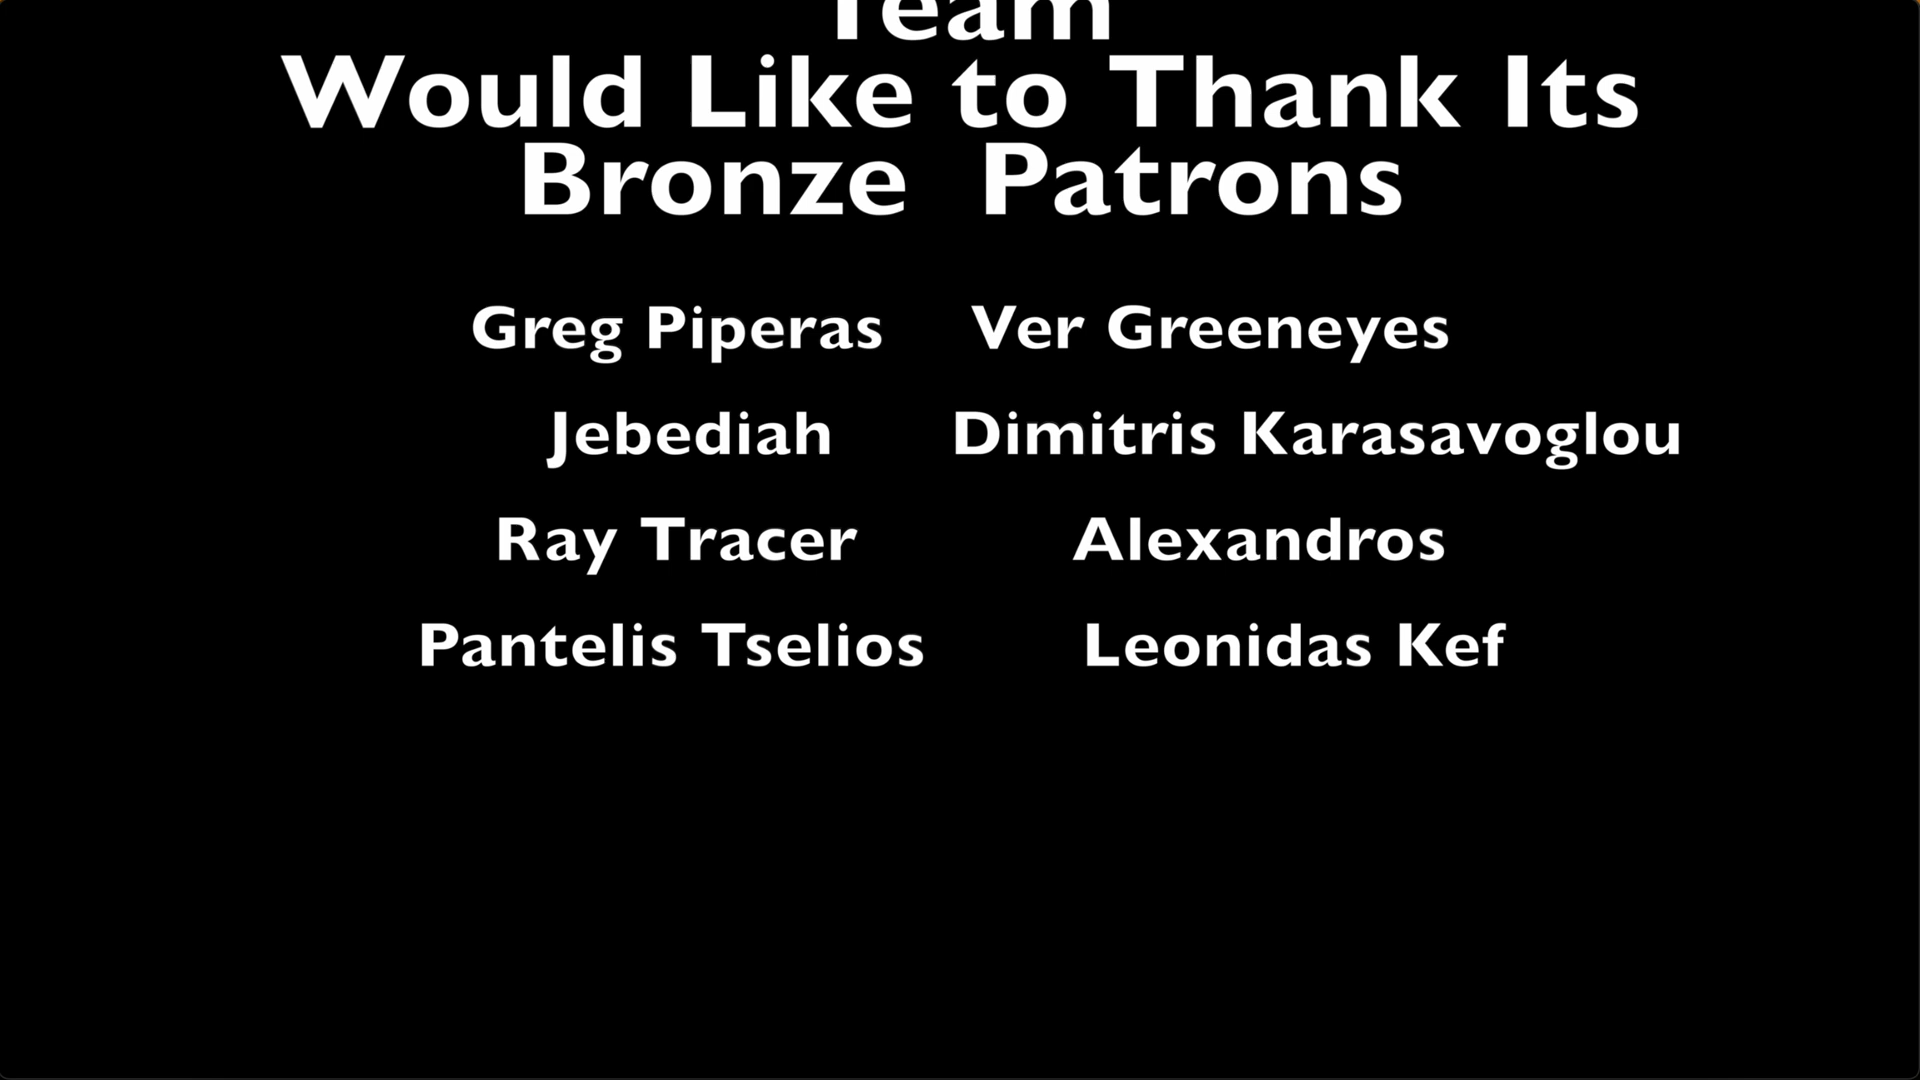 Team
Would Like to Thank Its
Bronze  Patrons
Greg Piperas Ver Greeneyes
Jebediah Dimitris Karasavoglou
Ray Tracer Alexandros
Pantelis Tselios Leonidas Kef